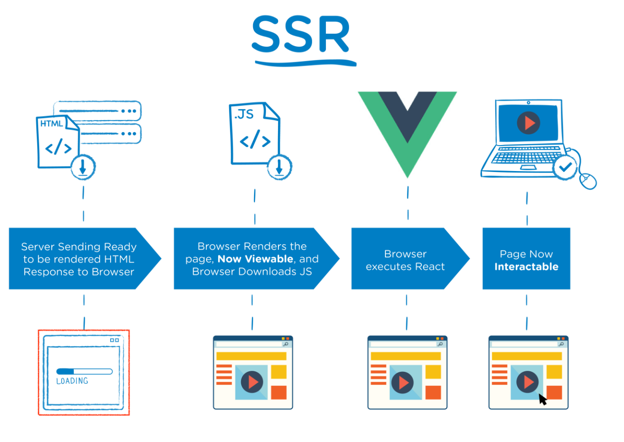 SSR
HTML
</>
.JS
</>
Server Sending Ready
to be rendered HTML
Response to Browser
Browser Renders the
page, Now Viewable, and
Browser Downloads JS
Browser
executes React
Page Now
Interactable
LOADING